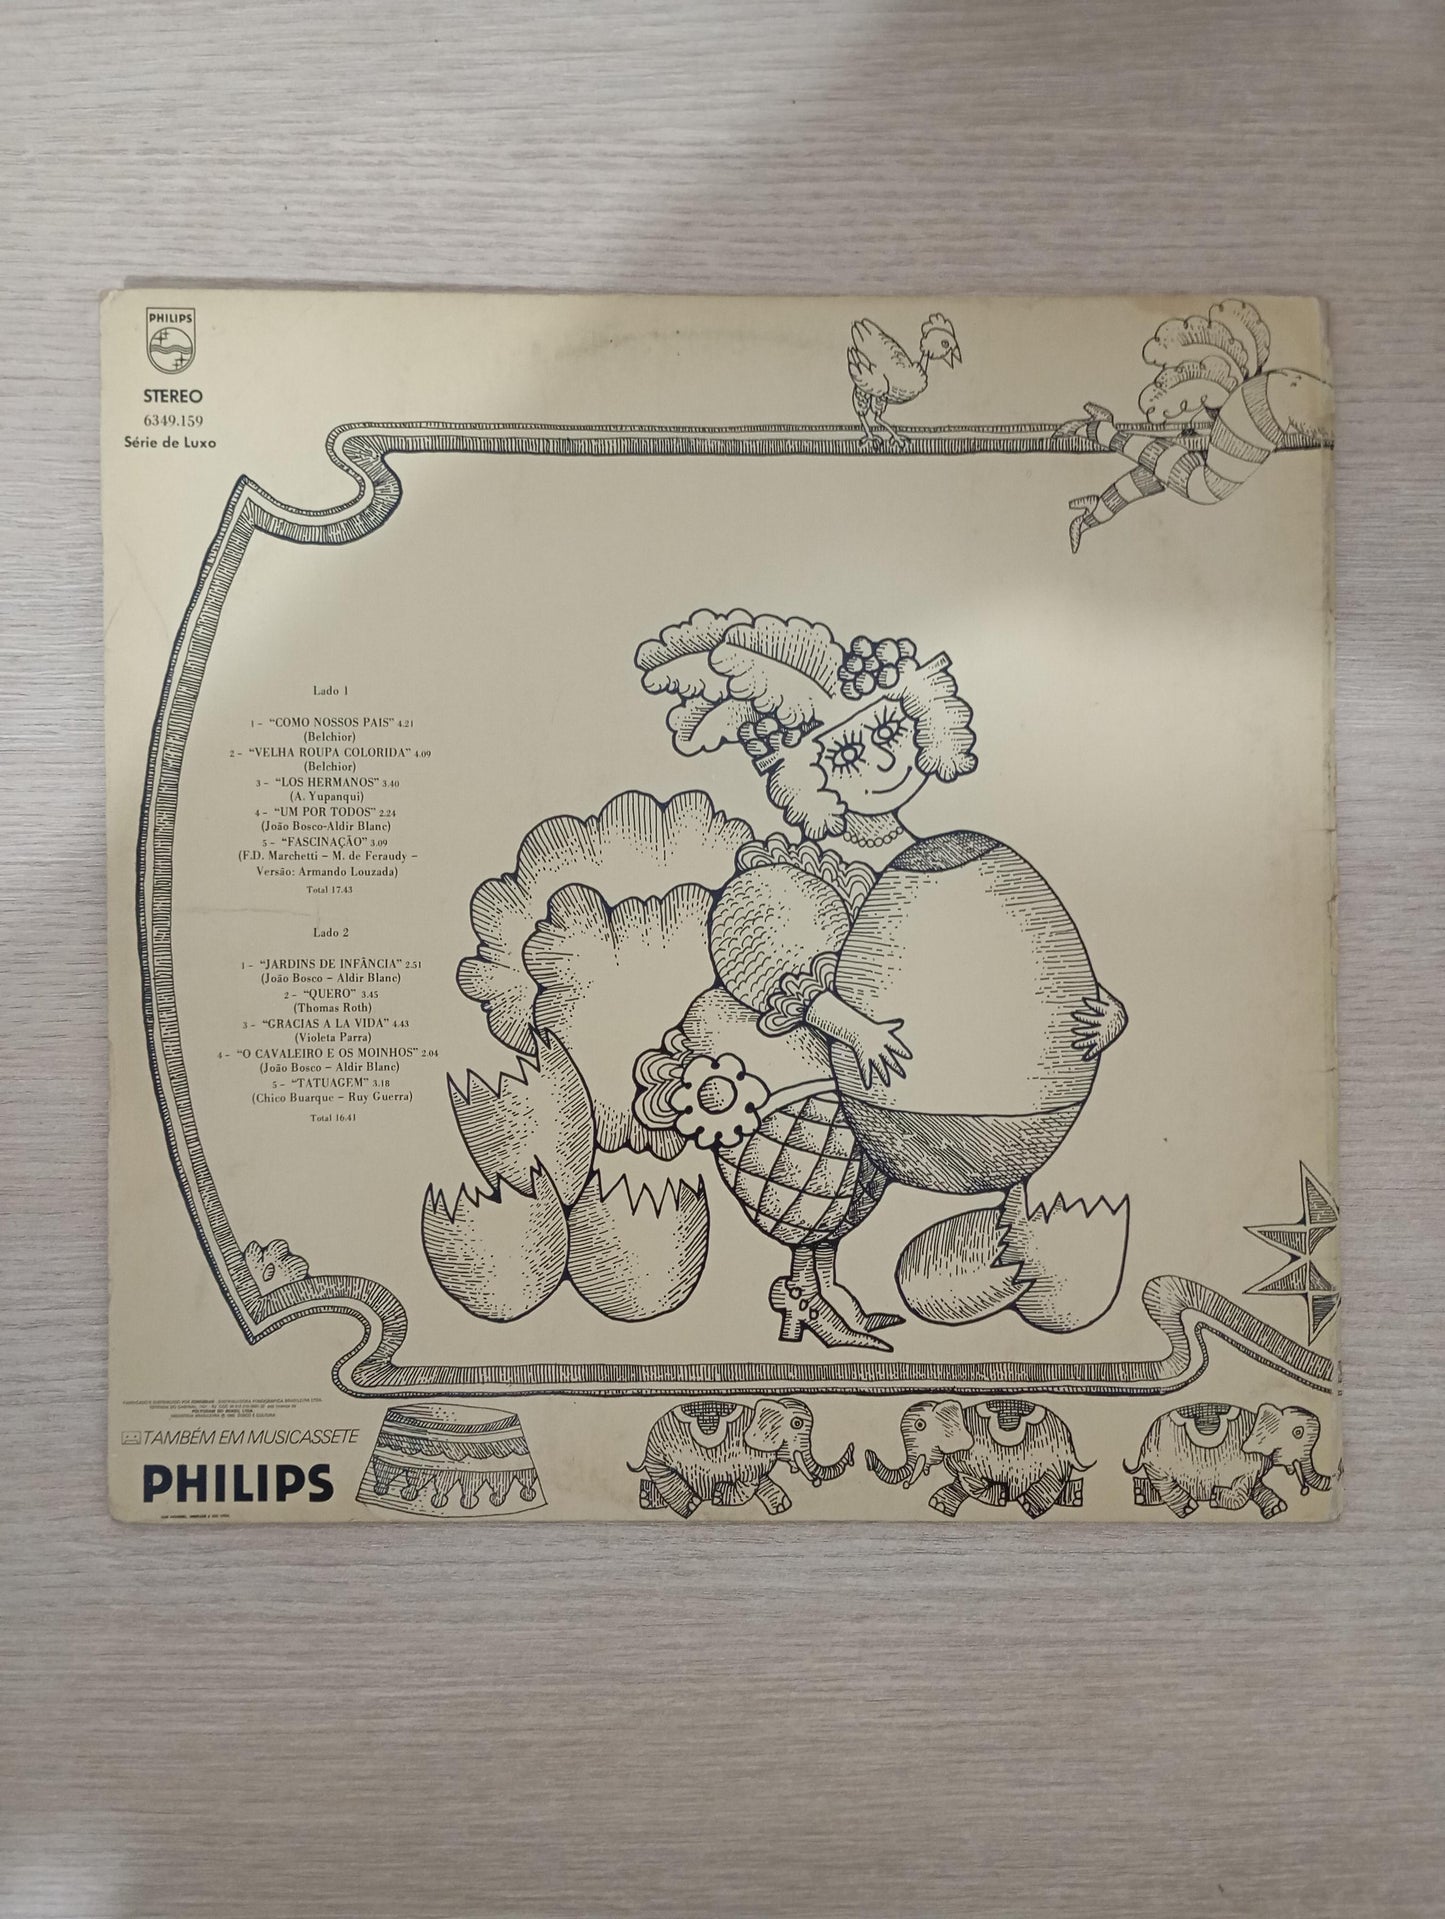 PHILIPS
STEREO
6349.159
Série de Luxo
Lado 1
1 - "COMO NOSSOS PAIS" 4.21
(Belchior)
2 - "VELHA ROUPA COLORIDA" 4.09
(Belchior)
3 - "LOS HERMANOS" 3.40
(A. Yupanqui)
4 - "UM POR TODOS" 2.24
(João Bosco-Aldir Blanc)
5 - "FASCINAÇÃO" 3.09
(F.D. Marchetti – M. de Feraudy –
Versão: Armando Louzada)
Total 17.43
Lado 2
1 - "JARDINS DE INFÂNCIA" 2.51
(João Bosco – Aldir Blanc)
2 - "QUERO" 3.45
(Thomas Roth)
3 - "GRACIAS A LA VIDA" 4.43
(Violeta Parra)
4 - "O CAVALEIRO E OS MOINHOS" 2.04
(João Bosco – Aldir Blanc)
5 - "TATUAGEM" 3.18
(Chico Buarque – Ruy Guerra)
Total 16.41
TAMBÉM EM MUSICASSETE
PHILIPS